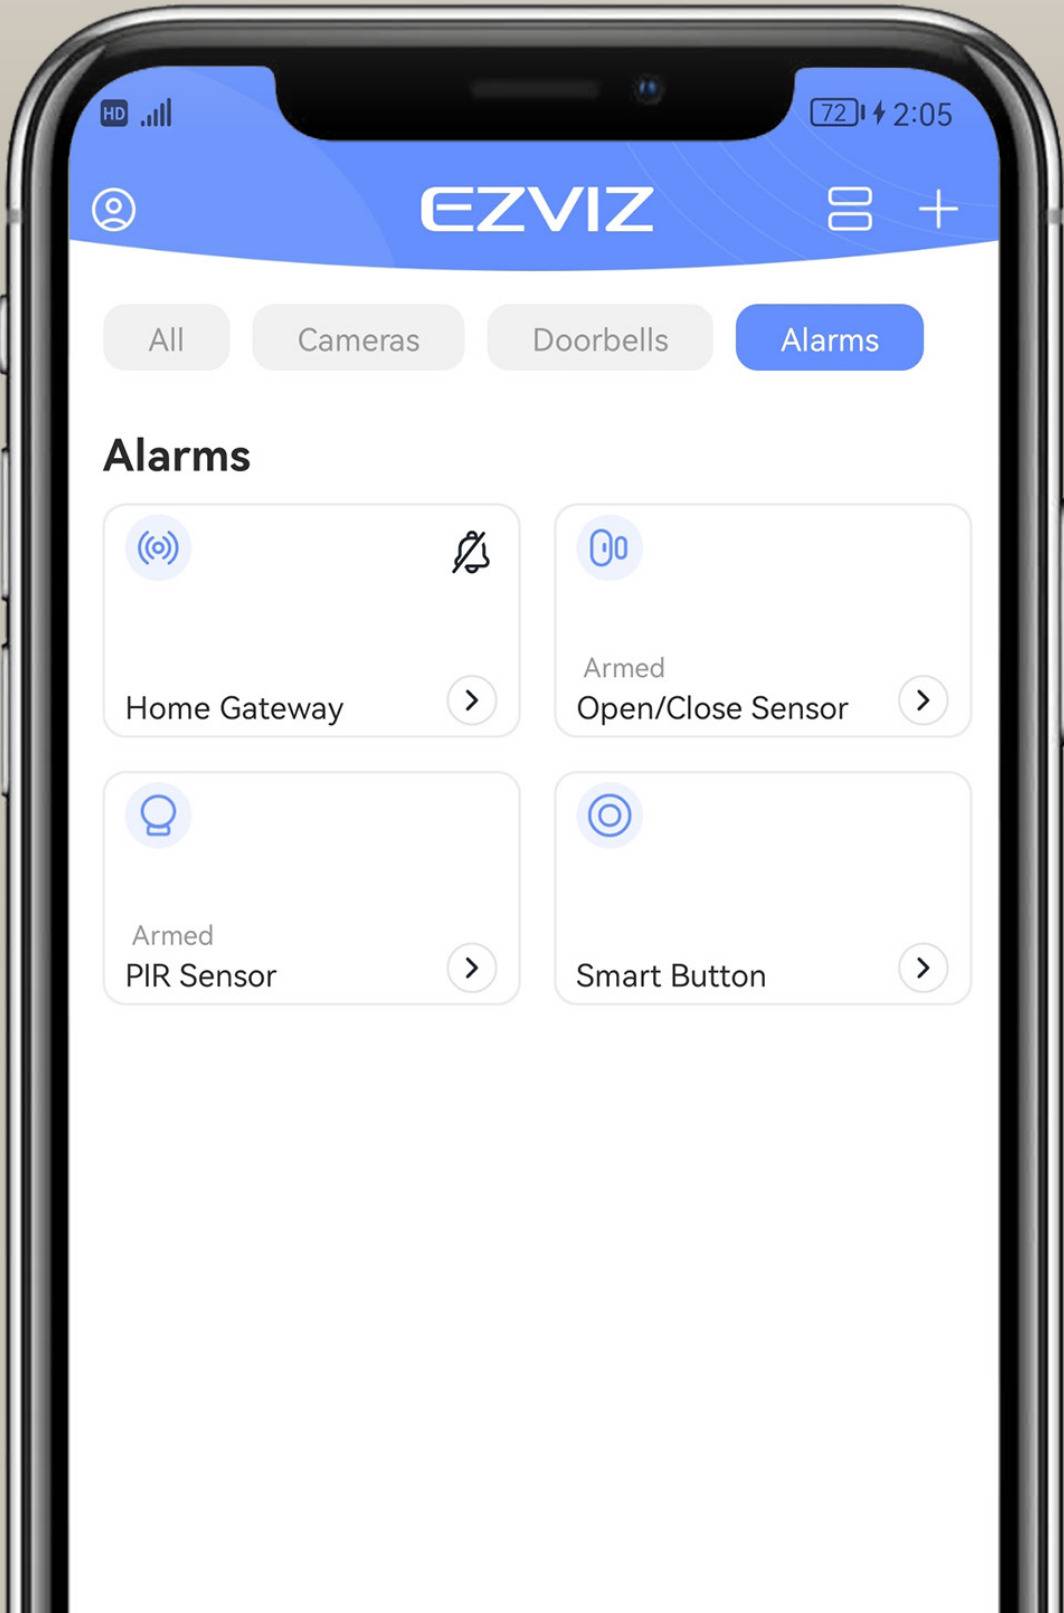 HD 72 2:05
EZVIZ
All Cameras Doorbells Alarms
Alarms
Home Gateway
Armed
Open/Close Sensor
Armed
PIR Sensor
Smart Button